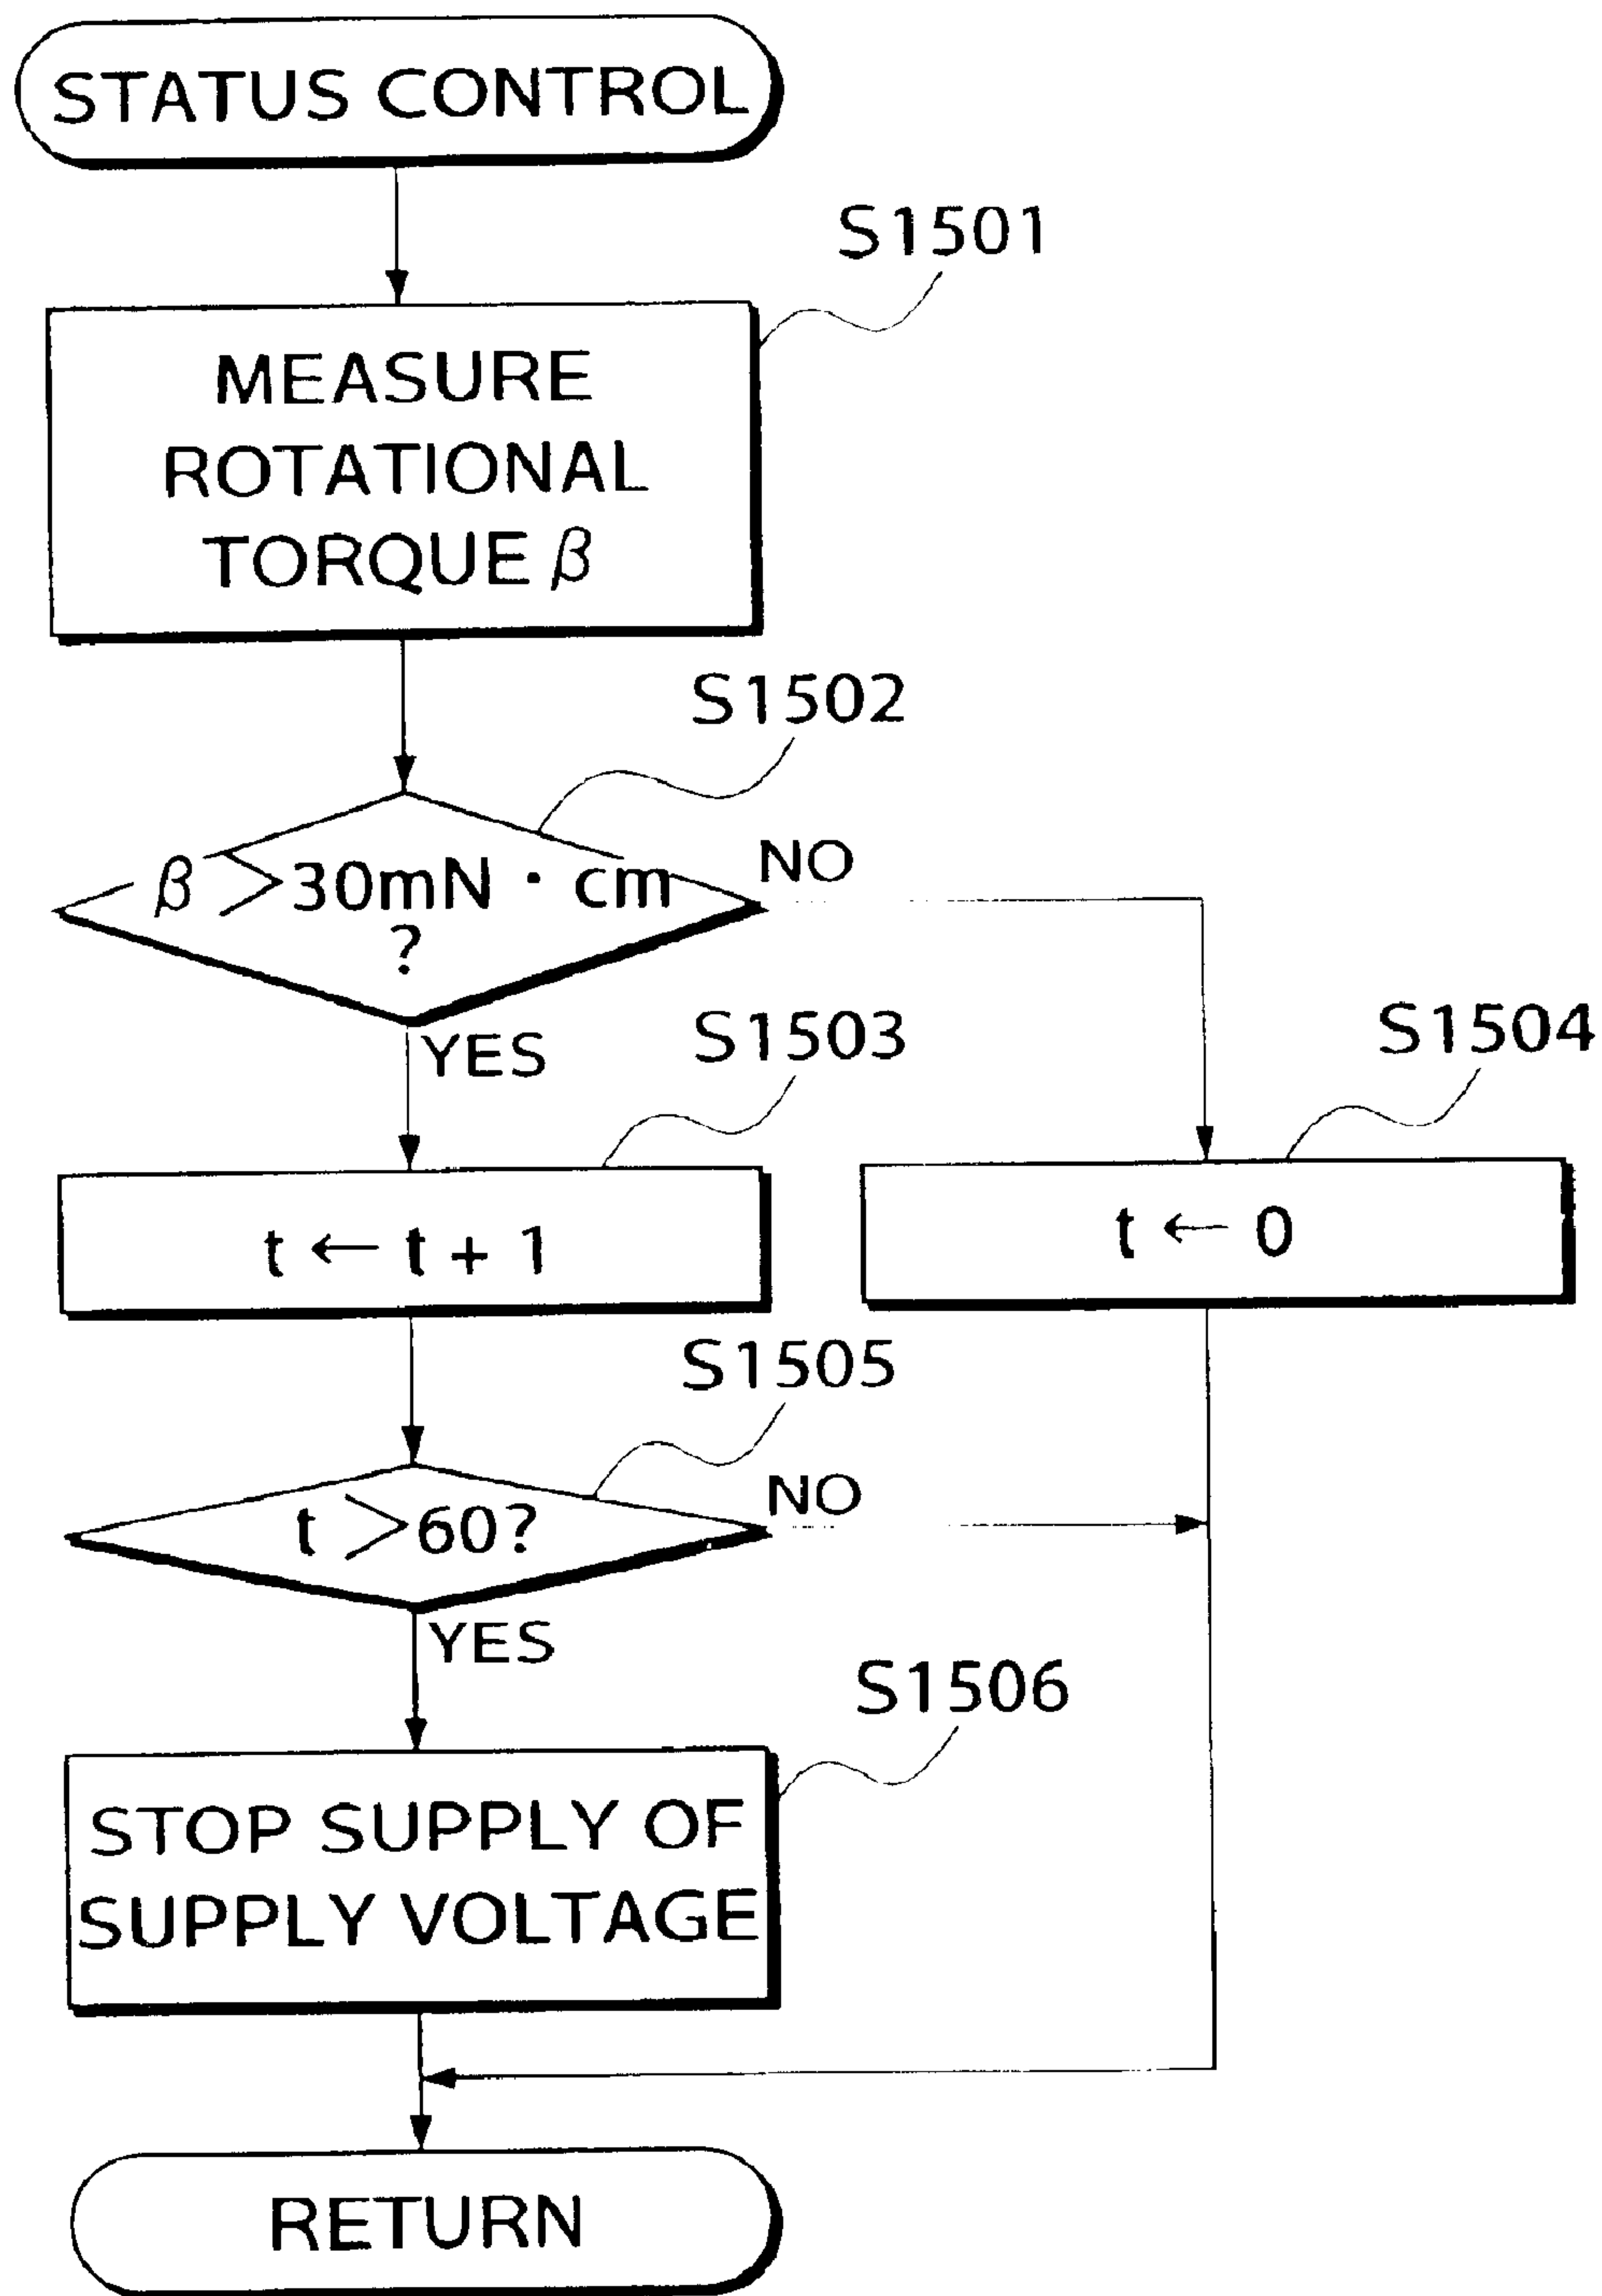 STATUS CONTROL
S1501
MEASURE
ROTATIONAL
TORQUE β
S1502
β >30mN · cm
?
NO
YES
S1503
S1504
t ← t + 1
t ← 0
S1505
t >60?
NO
YES
S1506
STOP SUPPLY OF
SUPPLY VOLTAGE
RETURN